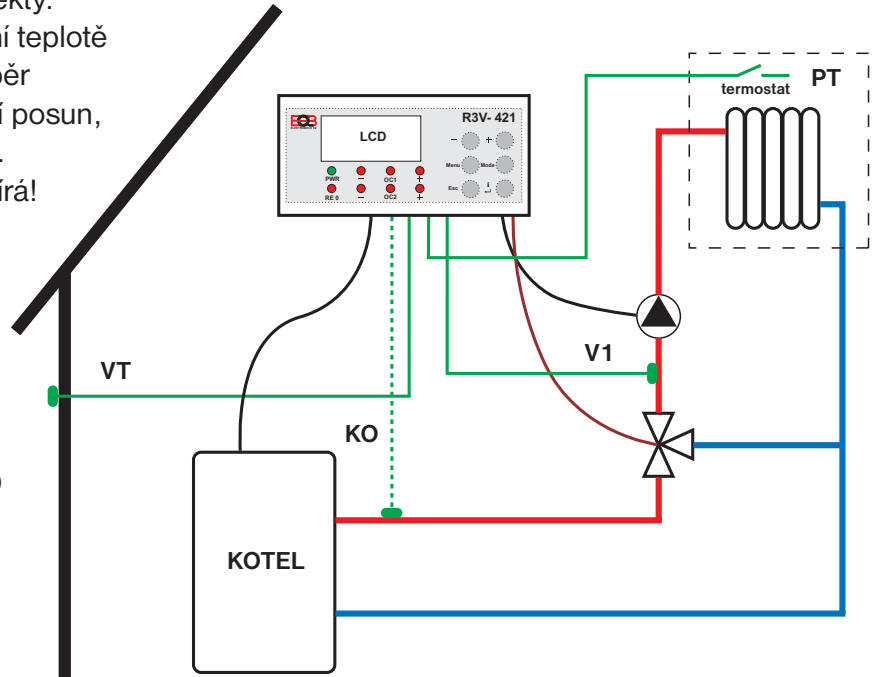 ekty.
í teplotě
ěr
í posun,
.
írá!
)
EQB
R3V- 421
LCD
PWR
OC1
RE 0
OC2
− +
Menu Mode
Esc i
− +
− +
termostat
PT
VT
V1
KO
KOTEL